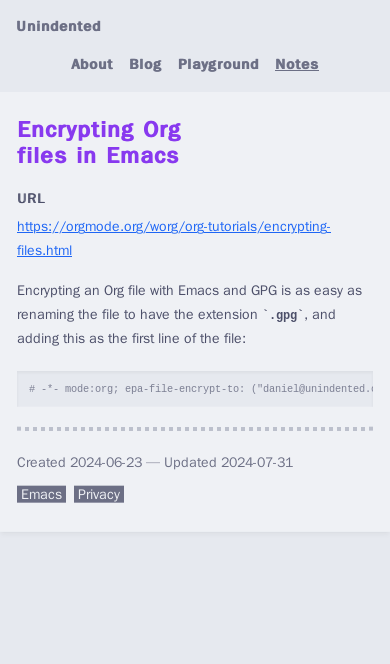 Unindented
About Blog Playground Notes
Encrypting Org
files in Emacs
URL
https://orgmode.org/worg/org-tutorials/encrypting-
files.html
Encrypting an Org file with Emacs and GPG is as easy as
renaming the file to have the extension `.gpg`, and
adding this as the first line of the file:
# -*- mode:org; epa-file-encrypt-to: ("daniel@unindented.
Created 2024-06-23 — Updated 2024-07-31
Emacs Privacy